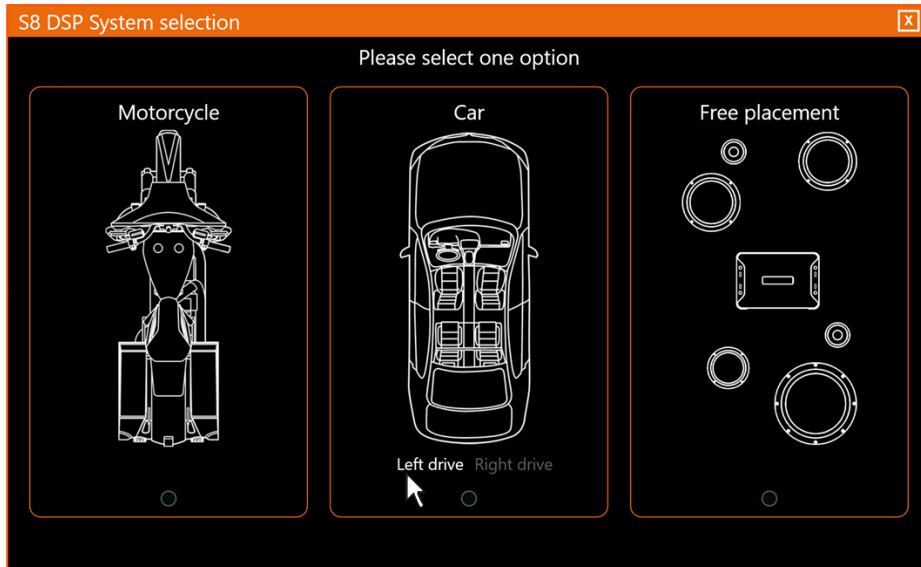 S8 DSP System selection X
Please select one option
Motorcycle
Car
Free placement
Left drive Right drive